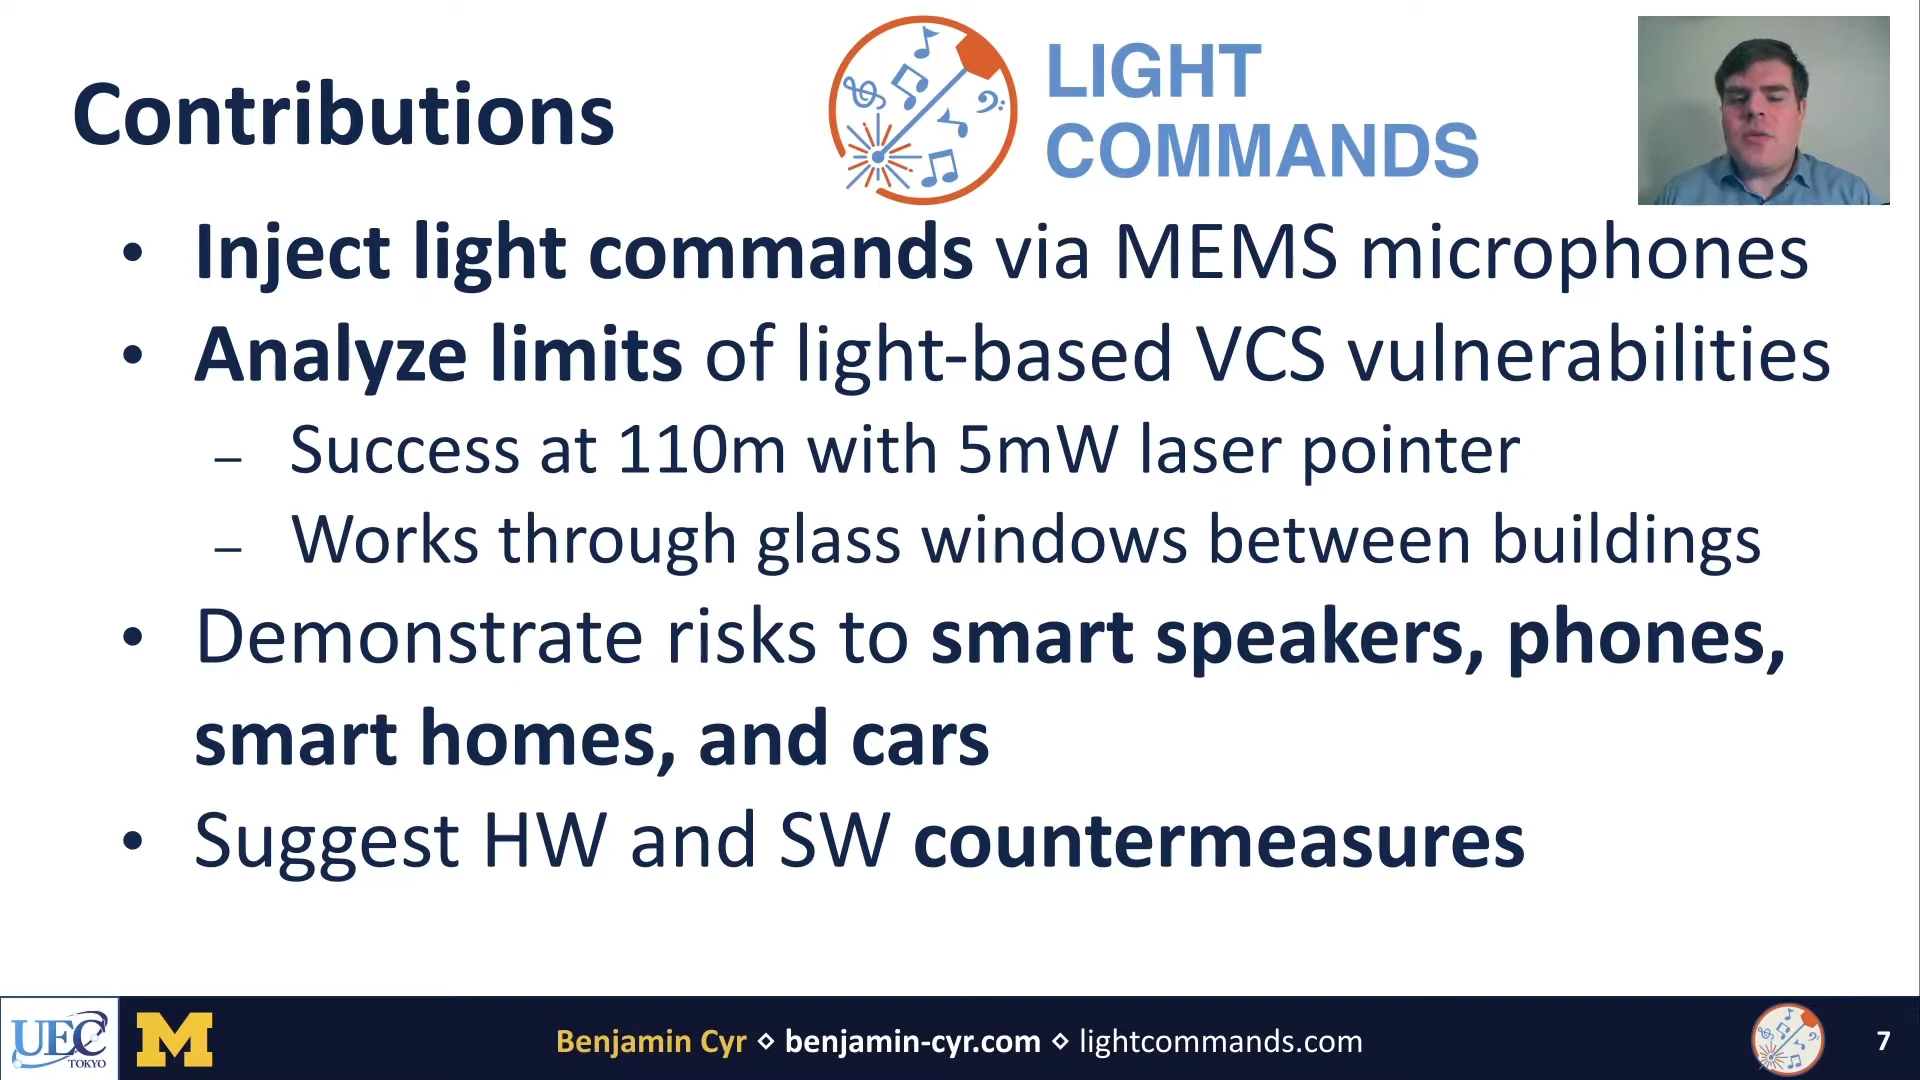 Contributions
LIGHT
COMMANDS
• Inject light commands via MEMS microphones
• Analyze limits of light-based VCS vulnerabilities
– Success at 110m with 5mW laser pointer
– Works through glass windows between buildings
• Demonstrate risks to smart speakers, phones,
smart homes, and cars
• Suggest HW and SW countermeasures
UEC
TOKYO
M
Benjamin Cyr ⋄ benjamin-cyr.com ⋄ lightcommands.com
7